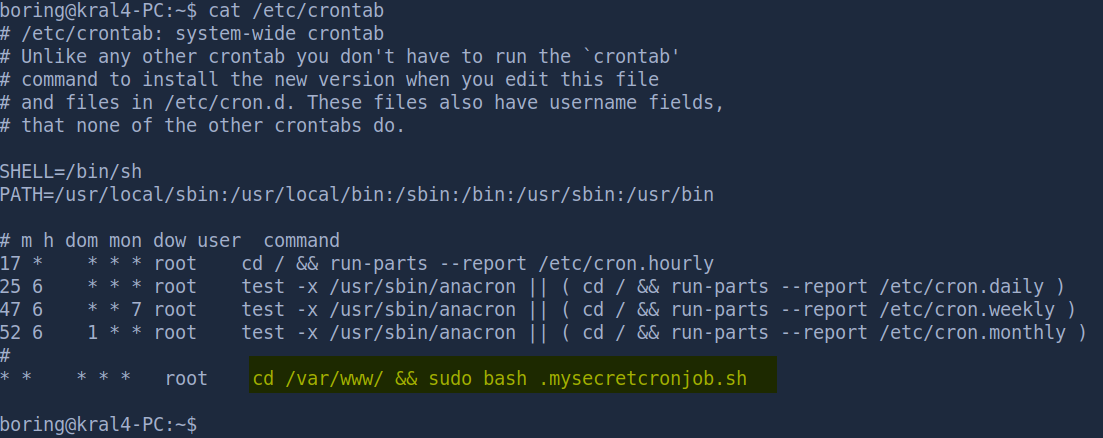 boring@kral4-PC:~$ cat /etc/crontab
# /etc/crontab: system-wide crontab
# Unlike any other crontab you don't have to run the `crontab'
# command to install the new version when you edit this file
# and files in /etc/cron.d. These files also have username fields,
# that none of the other crontabs do.
SHELL=/bin/sh
PATH=/usr/local/sbin:/usr/local/bin:/sbin:/bin:/usr/sbin:/usr/bin
# m h dom mon dow user  command
17 *    * * * root    cd / && run-parts --report /etc/cron.hourly
25 6    * * * root    test -x /usr/sbin/anacron || ( cd / && run-parts --report /etc/cron.daily )
47 6    * * 7 root    test -x /usr/sbin/anacron || ( cd / && run-parts --report /etc/cron.weekly )
52 6    1 * * root    test -x /usr/sbin/anacron || ( cd / && run-parts --report /etc/cron.monthly )
#
* *    * * *   root    cd /var/www/ && sudo bash .mysecretcronjob.sh
boring@kral4-PC:~$